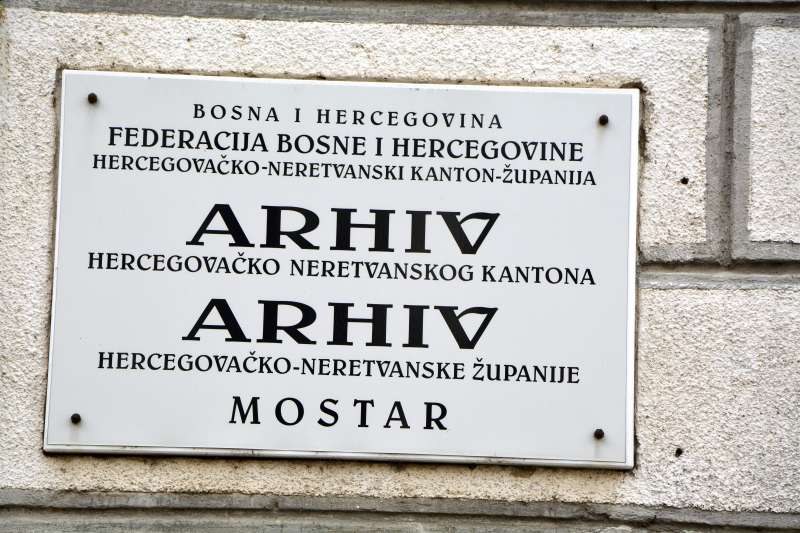 BOSNA I HERCEGOVINA
FEDERACIJA BOSNE I HERCEGOVINE
HERCEGOVAČKO-NERETVANSKI KANTON-ŽUPANIJA
ARHIV
HERCEGOVAČKO NERETVANSKOG KANTONA
ARHIV
HERCEGOVAČKO-NERETVANSKE ŽUPANIJE
MOSTAR